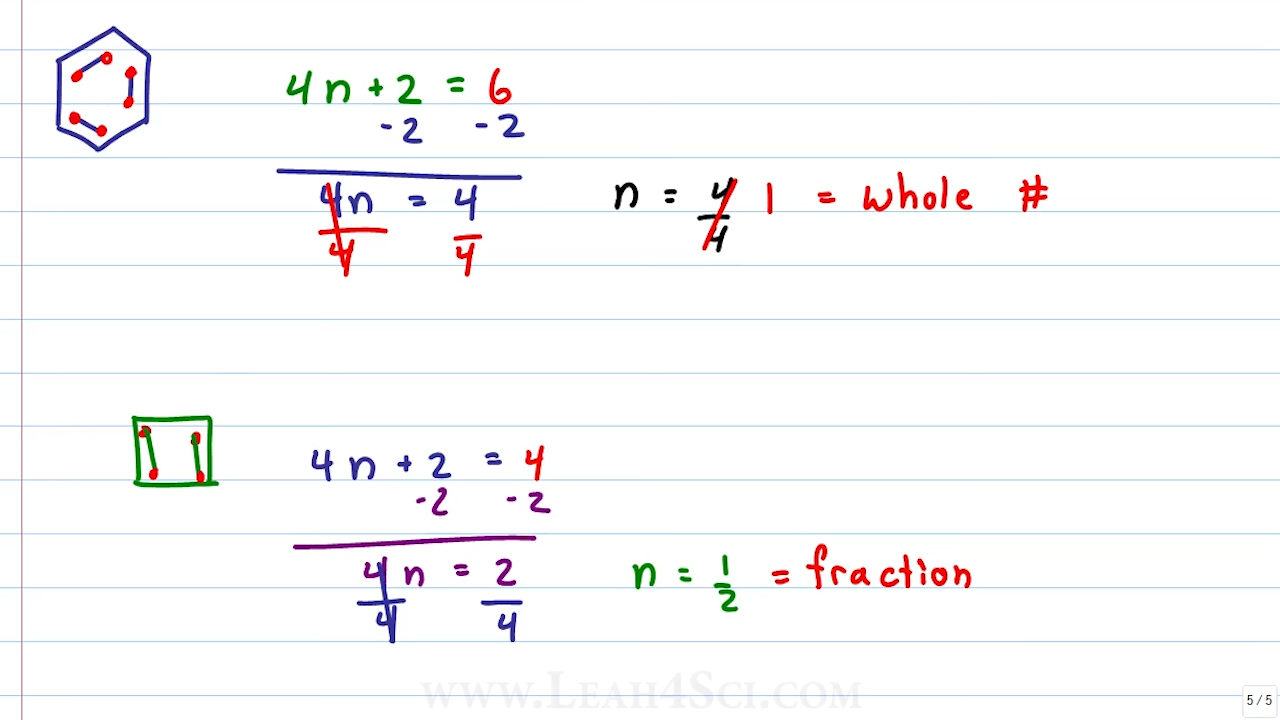 4n + 2 = 6
-2 -2
4n = 4
4 4
n = 4/4 1 = whole #
4n + 2 = 4
-2 -2
4n = 2
4 4
n = 1/2 = fraction
www.Leah4Sci.com
5 / 5